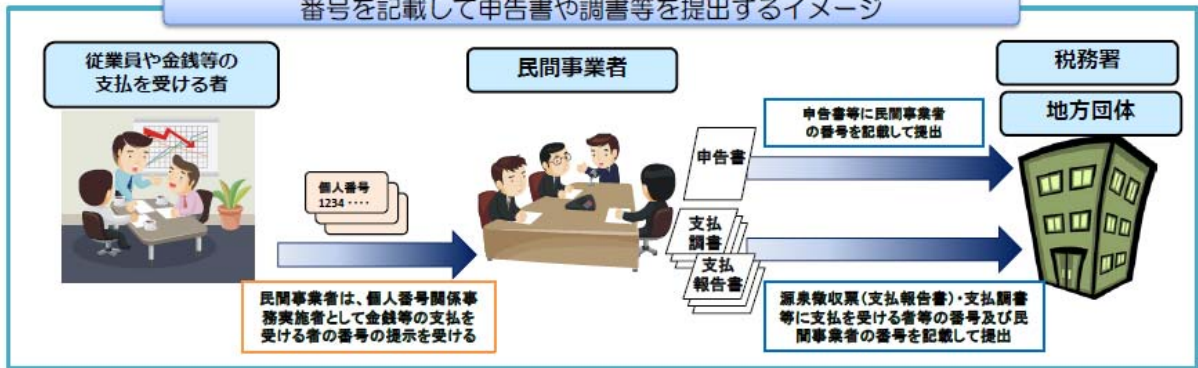 番号を記載して申告書や調書等を提出するイメージ
従業員や金銭等の
支払を受ける者
民間事業者
税務署
地方団体
個人番号
1234 ‥‥
民間事業者は、個人番号関係事
務実施者として金銭等の支払を
受ける者の番号の提示を受ける
申告書
支払
調書
支払
報告書
申告書等に民間事業者
の番号を記載して提出
源泉徴収票(支払報告書)・支払調書
等に支払を受ける者等の番号及び民
間事業者の番号を記載して提出